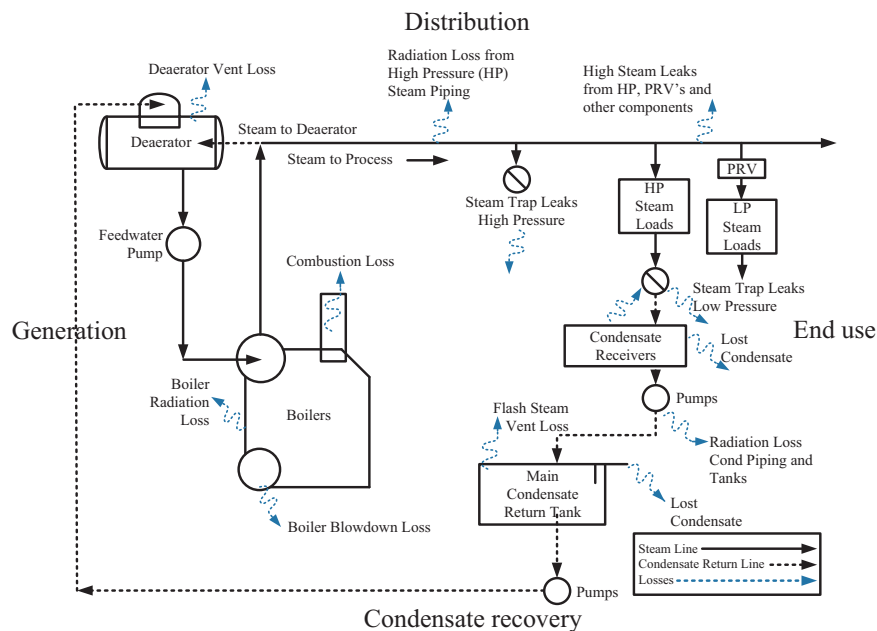 Distribution
Deaerator Vent Loss
Radiation Loss from
High Pressure (HP)
Steam Piping
High Steam Leaks
from HP, PRV's and
other components
Steam to Deaerator
Deaerator
Steam to Process
PRV
HP
Steam
Loads
LP
Steam
Loads
Steam Trap Leaks
High Pressure
Feedwater
Pump
Combustion Loss
Steam Trap Leaks
Low Pressure
Generation
End use
Condensate
Receivers
Lost
Condensate
Boiler
Radiation
Loss
Boilers
Pumps
Flash Steam
Vent Loss
Radiation Loss
Cond Piping and
Tanks
Main
Condensate
Return Tank
Lost
Condensate
Boiler Blowdown Loss
Steam Line
Condensate Return Line
Losses
Pumps
Condensate recovery